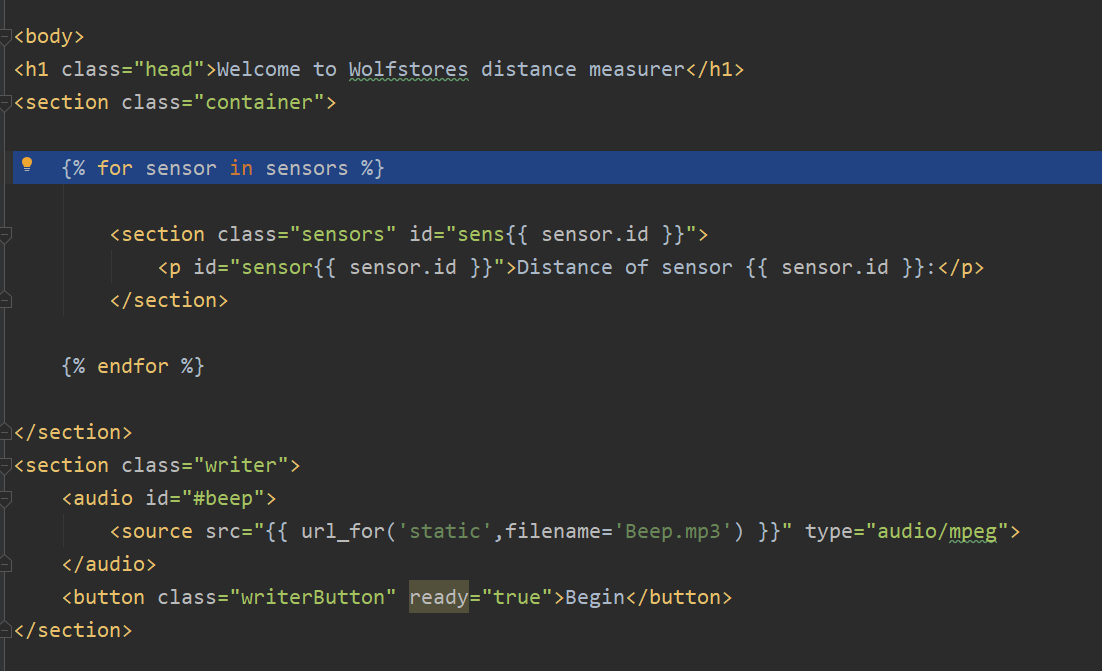 <body>
<h1 class="head">Welcome to Wolfstores distance measurer</h1>
<section class="container">
{% for sensor in sensors %}
<section class="sensors" id="sens{{ sensor.id }}">
<p id="sensor{{ sensor.id }}">Distance of sensor {{ sensor.id }}:</p>
</section>
{% endfor %}
</section>
<section class="writer">
<audio id="#beep">
<source src="{{ url_for('static',filename='Beep.mp3') }}" type="audio/mpeg">
</audio>
<button class="writerButton" ready="true">Begin</button>
</section>